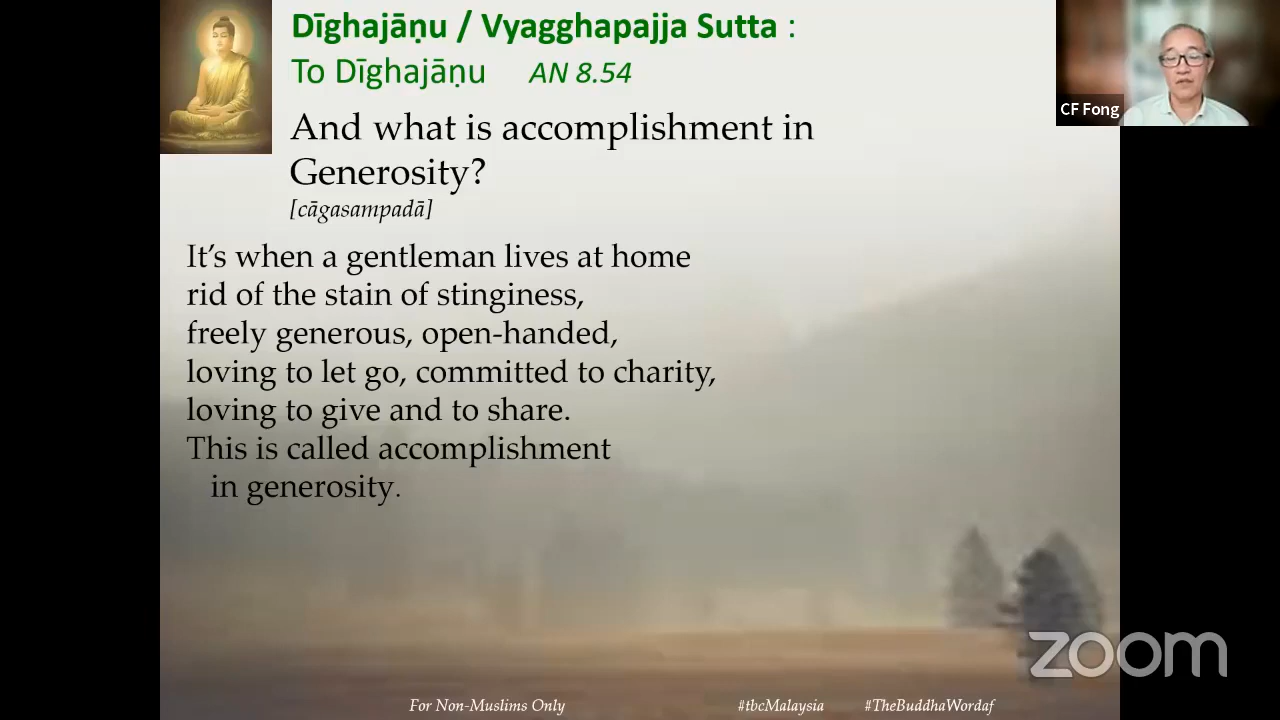 Dīghajāṇu / Vyagghapajja Sutta :
To Dīghajāṇu AN 8.54
CF Fong
And what is accomplishment in
Generosity?
[cāgasampadā]
It’s when a gentleman lives at home
rid of the stain of stinginess,
freely generous, open-handed,
loving to let go, committed to charity,
loving to give and to share.
This is called accomplishment
in generosity.
zoom
For Non-Muslims Only #tbcMalaysia #TheBuddhaWordaf